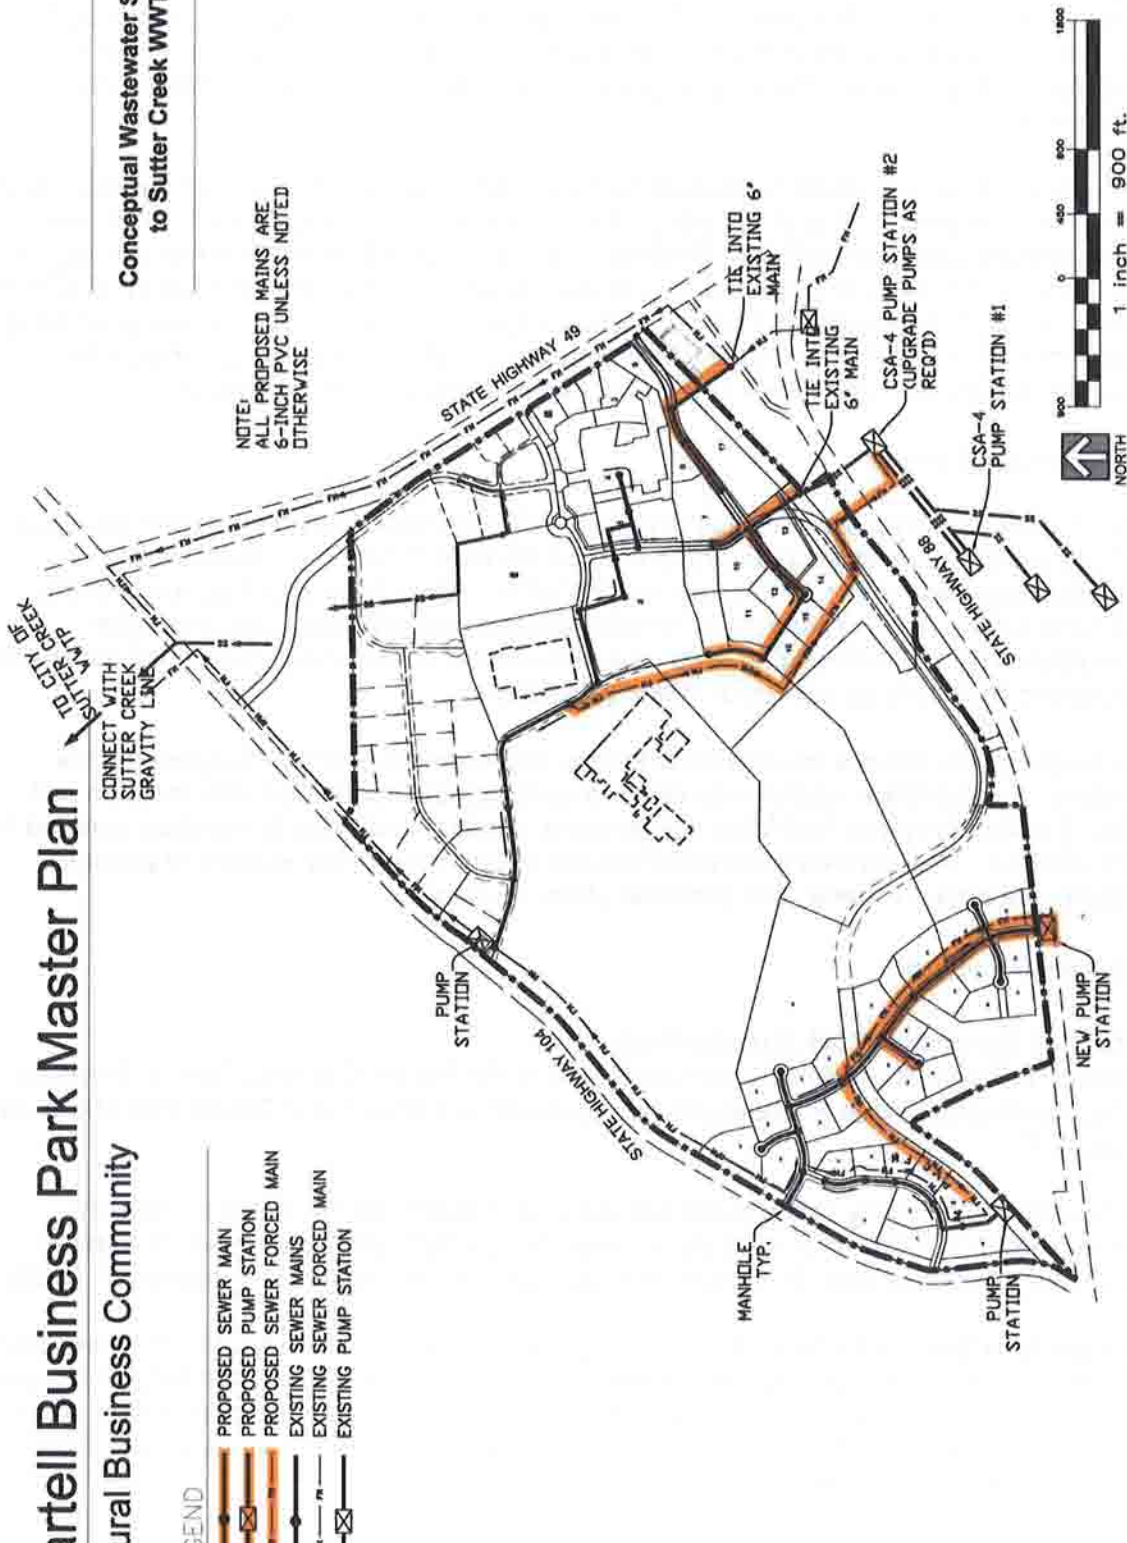 artell Business Park Master Plan
ural Business Community
Conceptual Wastewater S
to Sutter Creek WWT
GEND
PROPOSED SEWER MAIN
PROPOSED PUMP STATION
PROPOSED SEWER FORCED MAIN
EXISTING SEWER MAINS
EXISTING SEWER FORCED MAIN
EXISTING PUMP STATION
TO CITY OF
SUTTER CREEK
WWTP
CONNECT WITH
SUTTER CREEK
GRAVITY LINE
NOTE:
ALL PROPOSED MAINS ARE
6-INCH PVC UNLESS NOTED
OTHERWISE
STATE HIGHWAY 49
PUMP
STATION
STATE HIGHWAY 104
TIE INTO
EXISTING 6"
MAIN
TIE INTO
EXISTING
6" MAIN
CSA-4 PUMP STATION #2
(UPGRADE PUMPS AS
REQ'D)
CSA-4
PUMP STATION #1
STATE HIGHWAY 88
MANHOLE
TYP.
PUMP
STATION
NEW PUMP
STATION
NORTH
900 0 450 900 1800
1 inch = 900 ft.